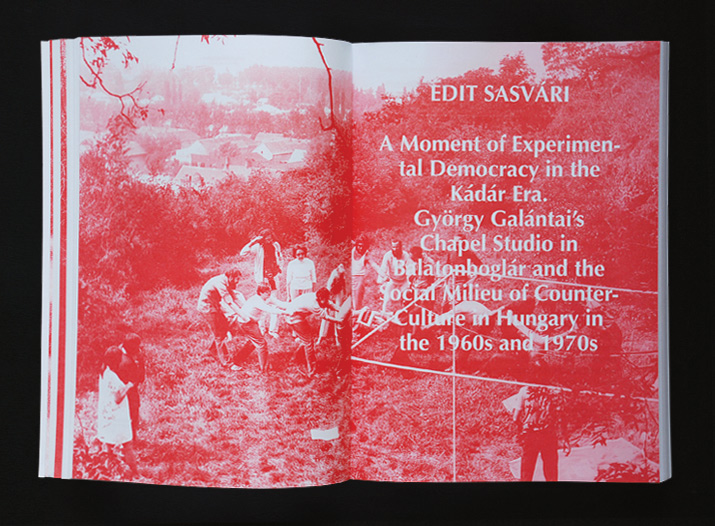 EDIT SASVÁRI
A Moment of Experimen-
tal Democracy in the
Kádár Era.
György Galántai's
Chapel Studio in
Balatonboglár and the
Social Milieu of Counter-
Culture in Hungary in
the 1960s and 1970s